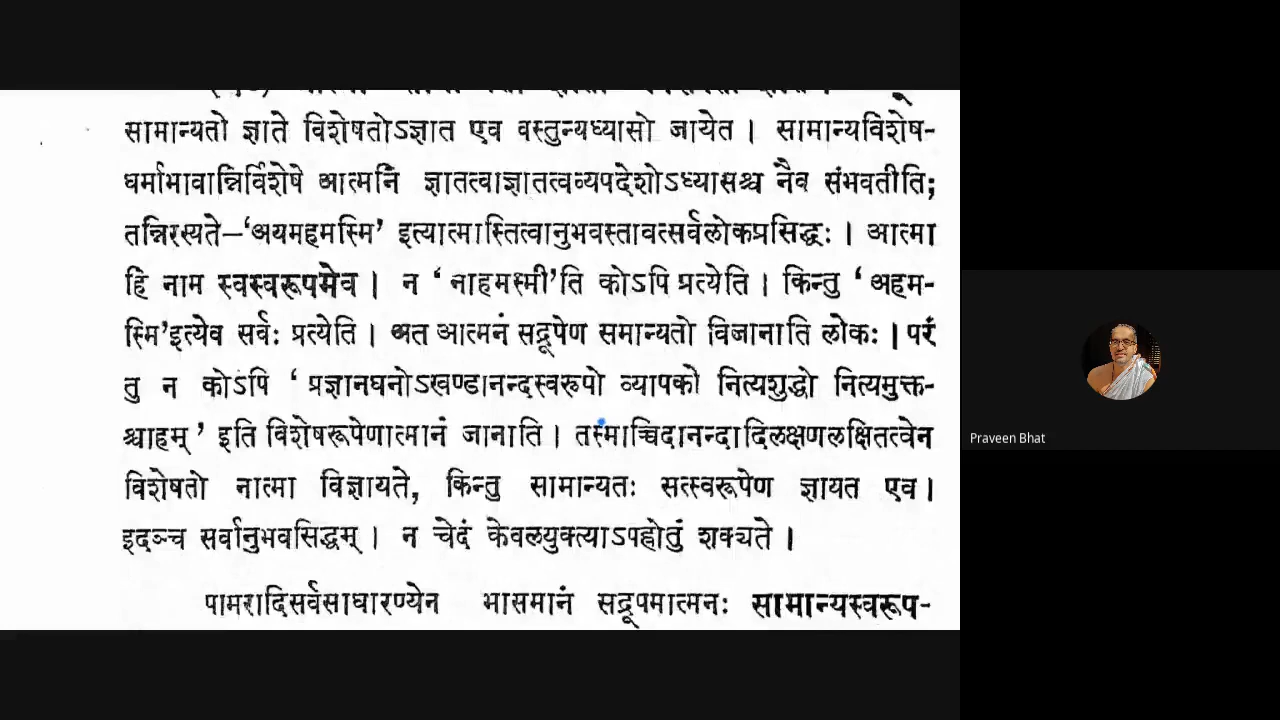 सामान्यतो ज्ञाते विशेषतोऽज्ञात एव वस्तुन्यध्यासो जायेत । सामान्यविशेष-
धर्माभावान्निर्विशेषे आत्मनि ज्ञातत्वाज्ञातत्वव्यपदेशोऽध्यासश्च नैव संभवतीति;
तन्निरस्यते–‘अयमहमस्मि’ इत्यात्मास्तित्वानुभवस्तावत्सर्वलोकप्रसिद्धः । आत्मा
हि नाम स्वस्वरूपमेव । न ‘ नाहमस्मी’ति कोऽपि प्रत्येति । किन्तु ‘ अहम-
स्मि’इत्येव सर्वः प्रत्येति । अत आत्मनं सद्रूपेण समान्यतो विजानाति लोकः । परं
तु न कोऽपि ‘ प्रज्ञानघनोऽखण्डानन्दस्वरूपो व्यापको नित्यशुद्धो नित्यमुक्त-
श्चाहम् ’ इति विशेषरूपेणात्मानं जानाति । तस्माच्चिदानन्दादिलक्षणलक्षितत्वेन
विशेषतो नात्मा विज्ञायते, किन्तु सामान्यतः सत्स्वरूपेण ज्ञायत एव ।
इदञ्च सर्वानुभवसिद्धम् । न चेदं केवलयुक्त्याऽपह्नोतुं शक्यते ।
पामरादिसर्वसाधारण्येन भासमानं सद्रूपमात्मनः सामान्यस्वरूप-
Praveen Bhat